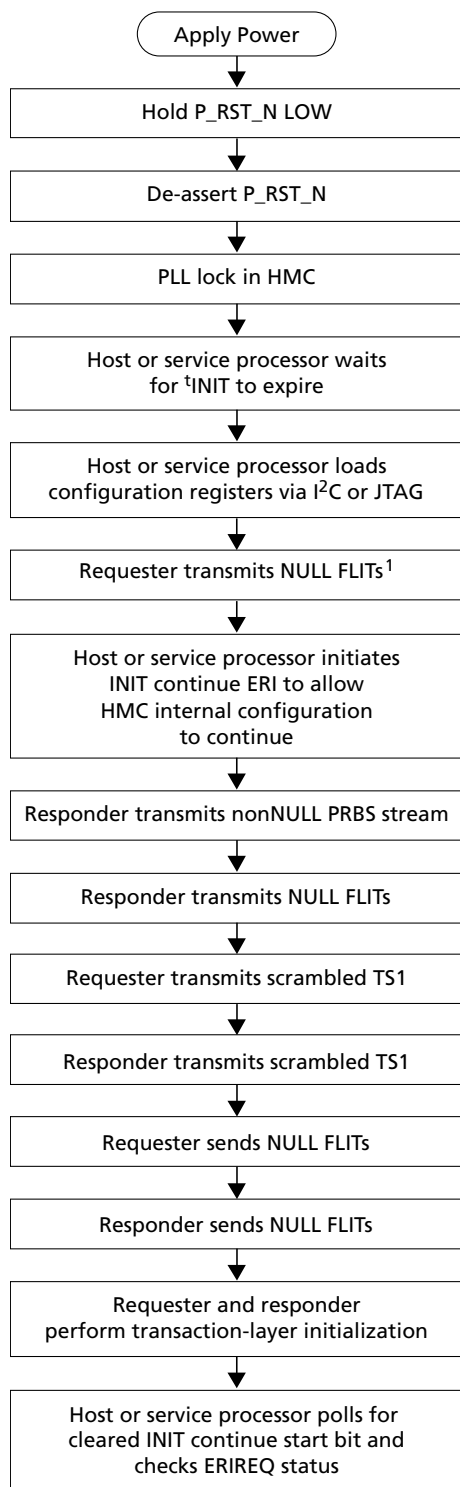 Apply Power
Hold P_RST_N LOW
De-assert P_RST_N
PLL lock in HMC
Host or service processor waits
for ᵗINIT to expire
Host or service processor loads
configuration registers via I²C or JTAG
Requester transmits NULL FLITs¹
Host or service processor initiates
INIT continue ERI to allow
HMC internal configuration
to continue
Responder transmits nonNULL PRBS stream
Responder transmits NULL FLITs
Requester transmits scrambled TS1
Responder transmits scrambled TS1
Requester sends NULL FLITs
Responder sends NULL FLITs
Requester and responder
perform transaction-layer initialization
Host or service processor polls for
cleared INIT continue start bit and
checks ERIREQ status